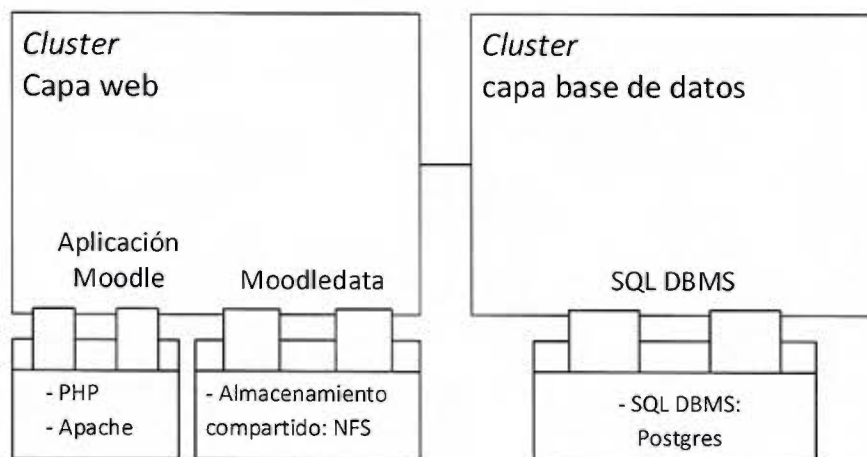 Cluster
Capa web
Aplicación
Moodle
Moodledata
- PHP
- Apache
- Almacenamiento
compartido: NFS
Cluster
capa base de datos
SQL DBMS
- SQL DBMS:
Postgres